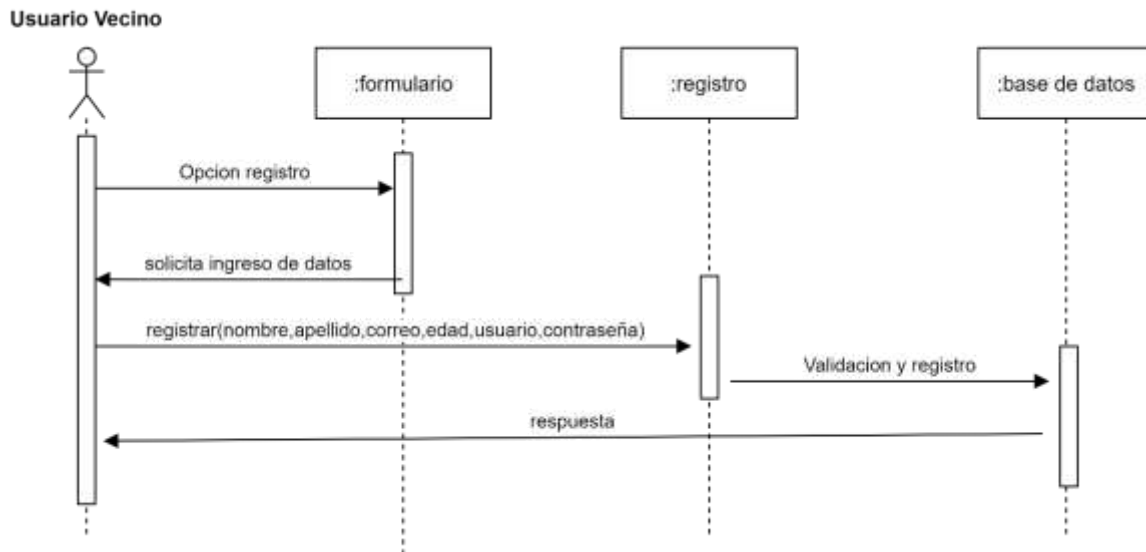 Usuario Vecino
:formulario
:registro
:base de datos
Opcion registro
solicita ingreso de datos
registrar(nombre,apellido,correo,edad,usuario,contraseña)
Validacion y registro
respuesta